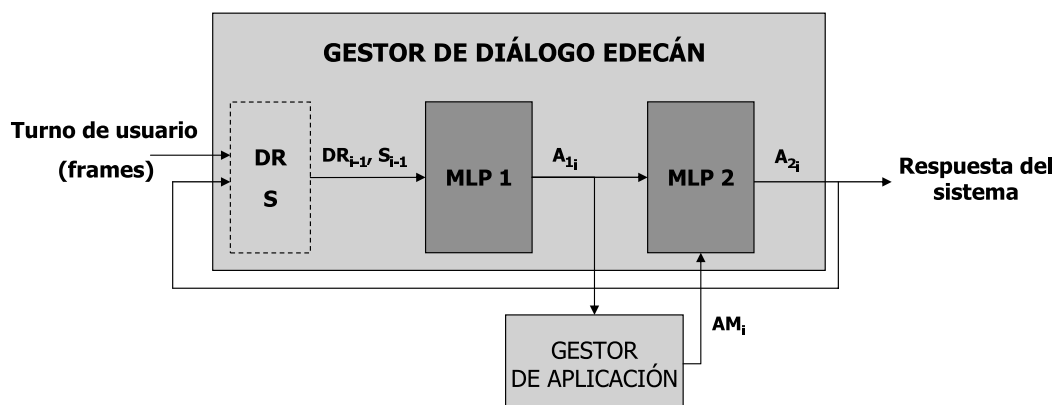 GESTOR DE DIÁLOGO EDECÁN
Turno de usuario
(frames)
DR
S
DRi-1, Si-1
MLP 1
A1i
MLP 2
A2i
Respuesta del
sistema
AMi
GESTOR
DE APLICACIÓN